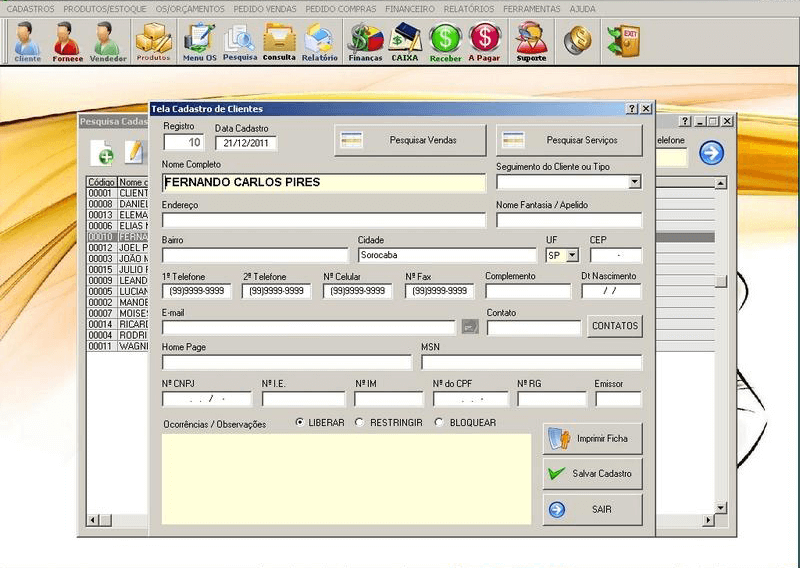 CADASTROS PRODUTOS/ESTOQUE OS/ORÇAMENTOS PEDIDO VENDAS PEDIDO COMPRAS FINANCEIRO RELATÓRIOS FERRAMENTAS AJUDA
Cliente Fornece Vendedor Produtos Menu OS Pesquisa Consulta Relatório Finanças CAIXA Receber A Pagar Suporte EXIT
Tela Cadastro de Clientes
Pesquisa Cadas
Registro Data Cadastro
10 21/12/2011 Pesquisar Vendas Pesquisar Serviços
elefone
Nome Completo Seguimento do Cliente ou Tipo
FERNANDO CARLOS PIRES
Código Nome
00001 CLIENT
00008 DANIEL
00013 ELEMA
00006 ELIAS
00010 FERNA
00012 JOEL P
00003 JOÃO M
00015 JULIO
00009 LEAND
00005 LUCIAN
00002 MANOE
00007 MOISES
00014 RICARD
00004 RODRI
00011 WAGNE
Endereço Nome Fantasia / Apelido
Bairro Cidade UF CEP
Sorocaba SP -
1ª Telefone 2ª Telefone Nº Celular Nº Fax Complemento Dt Nascimento
(99)9999-9999 (99)9999-9999 (99)9999-9999 (99)9999-9999 / /
E-mail Contato
CONTATOS
Home Page MSN
Nº CNPJ Nº I.E. Nº IM Nº do CPF Nº RG Emissor
. . / - . . -
Ocorrências / Observações LIBERAR RESTRINGIR BLOQUEAR
Imprimir Ficha
Salvar Cadastro
SAIR